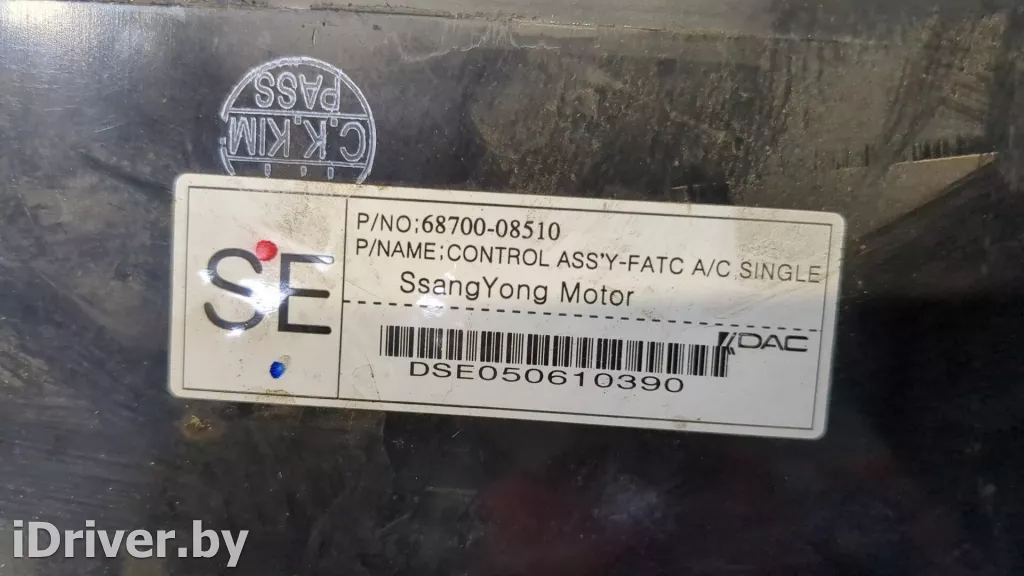 C.K.KIM
PASS
SE
P/NO;68700-08510
P/NAME;CONTROL ASS'Y-FATC A/C SINGLE
SsangYong Motor
DAC
DSE050610390
iDriver.by